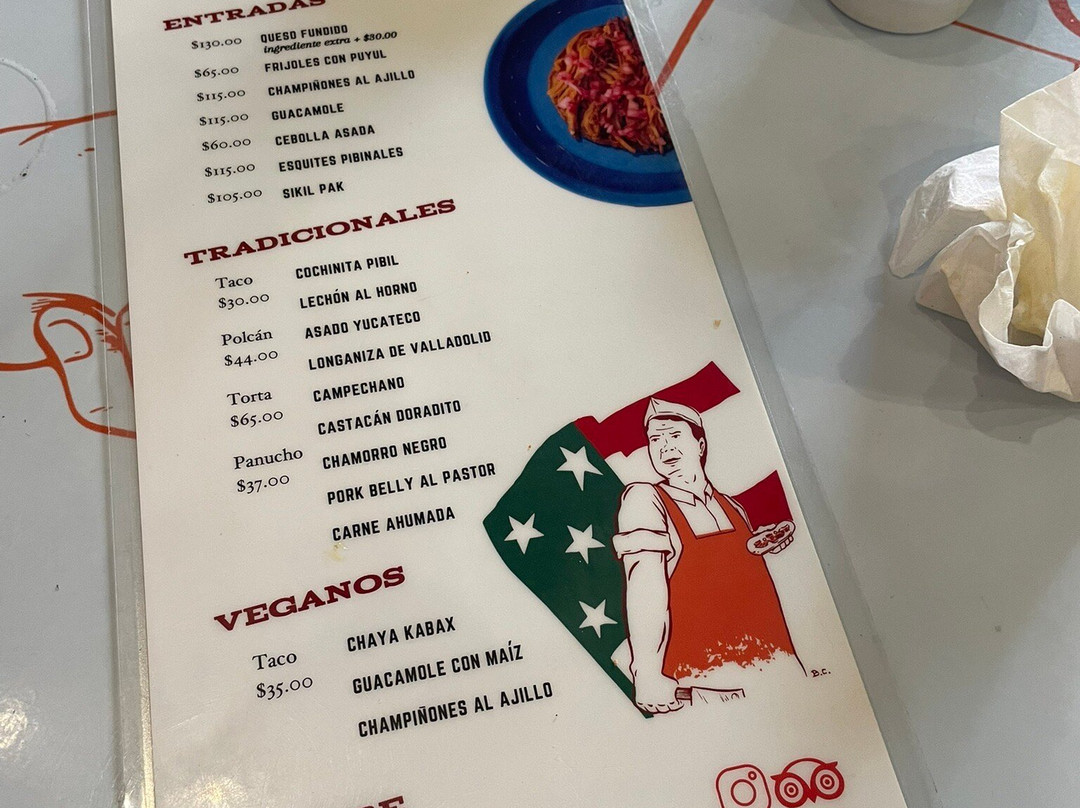 ENTRADAS
$130.00 QUESO FUNDIDO
ingrediente extra + $30.00
$65.00 FRIJOLES CON PUYUL
$115.00 CHAMPIÑONES AL AJILLO
$115.00 GUACAMOLE
$60.00 CEBOLLA ASADA
$115.00 ESQUITES PIBINALES
$105.00 SIKIL PAK
TRADICIONALES
Taco
$30.00
Polcán
$44.00
Torta
$65.00
Panucho
$37.00
COCHINITA PIBIL
LECHÓN AL HORNO
ASADO YUCATECO
LONGANIZA DE VALLADOLID
CAMPECHANO
CASTACÁN DORADITO
CHAMORRO NEGRO
PORK BELLY AL PASTOR
CARNE AHUMADA
VEGANOS
Taco
$35.00
CHAYA KABAX
GUACAMOLE CON MAÍZ
CHAMPIÑONES AL AJILLO
B.C.